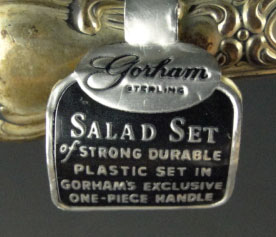 Gorham
STERLING
SALAD SET
of STRONG DURABLE
PLASTIC SET IN
GORHAM'S EXCLUSIVE
ONE-PIECE HANDLE